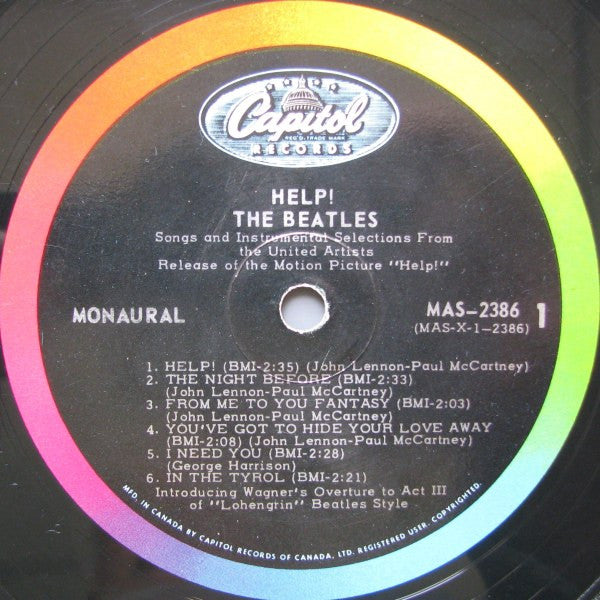 Capitol
REG'D. TRADE MARK
RECORDS
HELP!
THE BEATLES
Songs and Instrumental Selections From
the United Artists
Release of the Motion Picture "Help!"
MONAURAL
MAS-2386 1
(MAS-X-1-2386)
1. HELP! (BMI-2:35) (John Lennon-Paul McCartney)
2. THE NIGHT BEFORE (BMI-2:33)
(John Lennon-Paul McCartney)
3. FROM ME TO YOU FANTASY (BMI-2:03)
(John Lennon-Paul McCartney)
4. YOU'VE GOT TO HIDE YOUR LOVE AWAY
(BMI-2:08) (John Lennon-Paul McCartney)
5. I NEED YOU (BMI-2:28)
(George Harrison)
6. IN THE TYROL (BMI-2:21)
Introducing Wagner's Overture to Act III
of "Lohengrin" Beatles Style
MFD. IN CANADA BY CAPITOL RECORDS OF CANADA, LTD. REGISTERED USER. COPYRIGHTED.